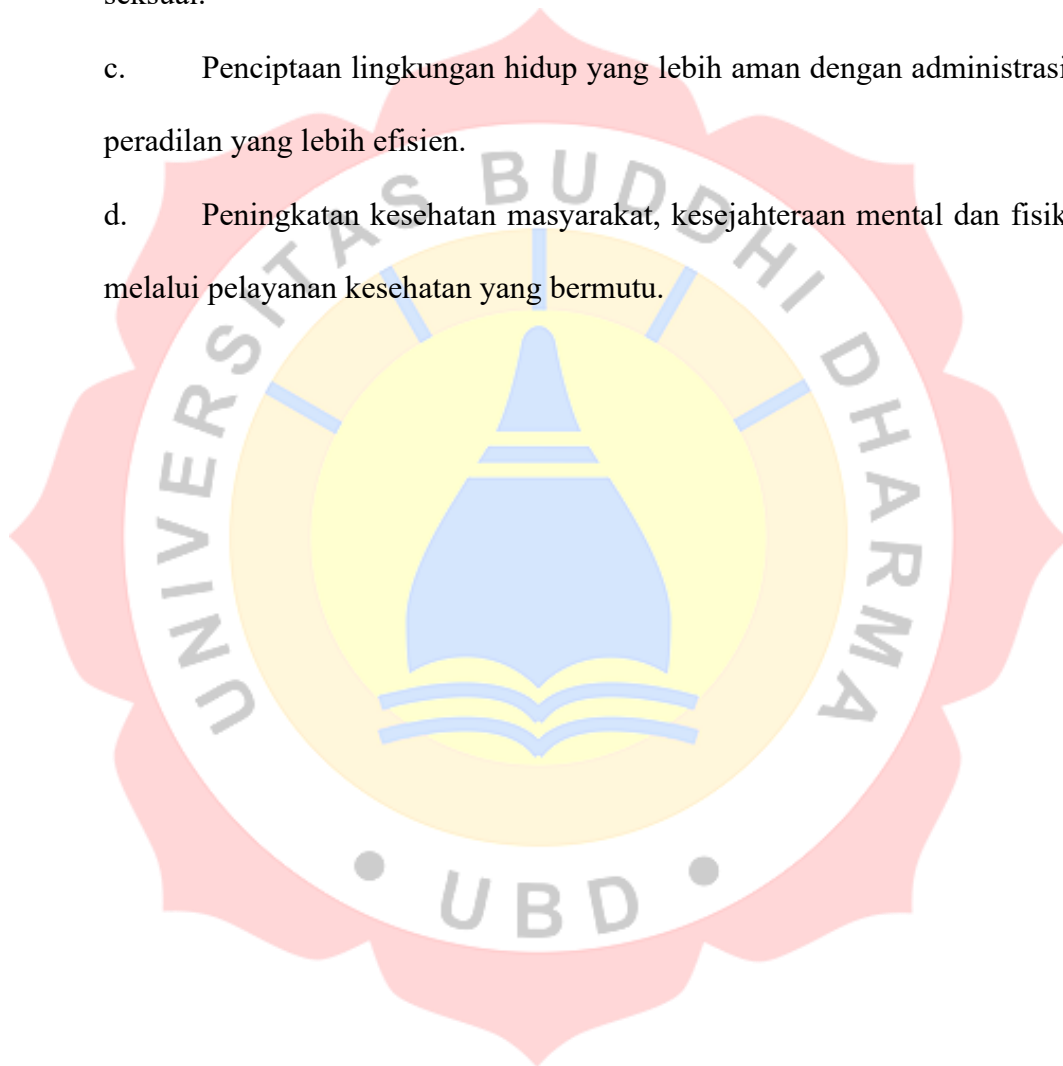 seksual.
c. Penciptaan lingkungan hidup yang lebih aman dengan administrasi
peradilan yang lebih efisien.
d. Peningkatan kesehatan masyarakat, kesejahteraan mental dan fisik
melalui pelayanan kesehatan yang bermutu.
UNIVERSITAS BUDDHI DHARMA
• UBD •